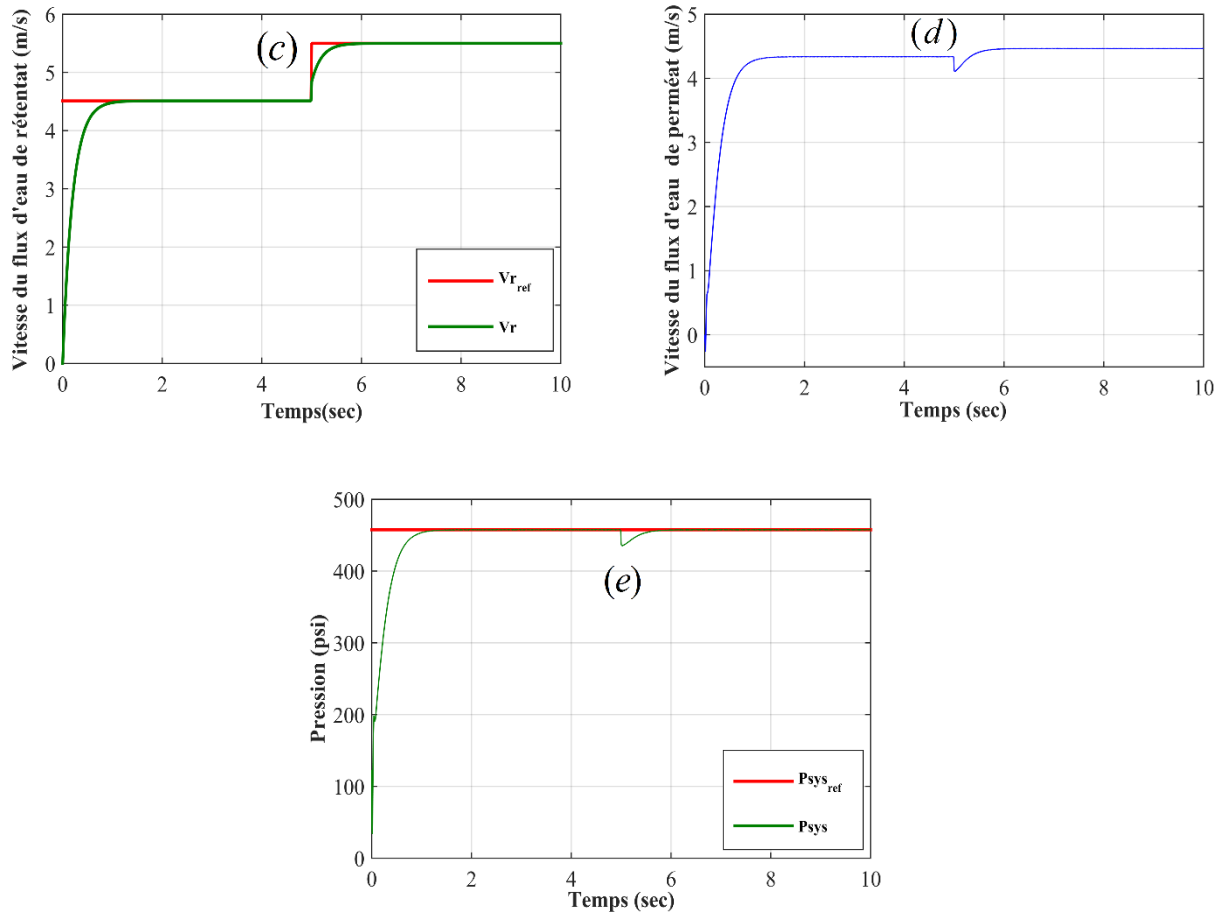 Vitesse du flux d'eau de rétentat (m/s)
6
5
4
3
2
1
0
(c)
Vr_ref
Vr
0 2 4 6 8 10
Temps(sec)
Vitesse du flux d'eau de perméat (m/s)
5
4
3
2
1
0
(d)
0 2 4 6 8 10
Temps (sec)
Pression (psi)
500
400
300
200
100
0
(e)
Psys_ref
Psys
0 2 4 6 8 10
Temps (sec)